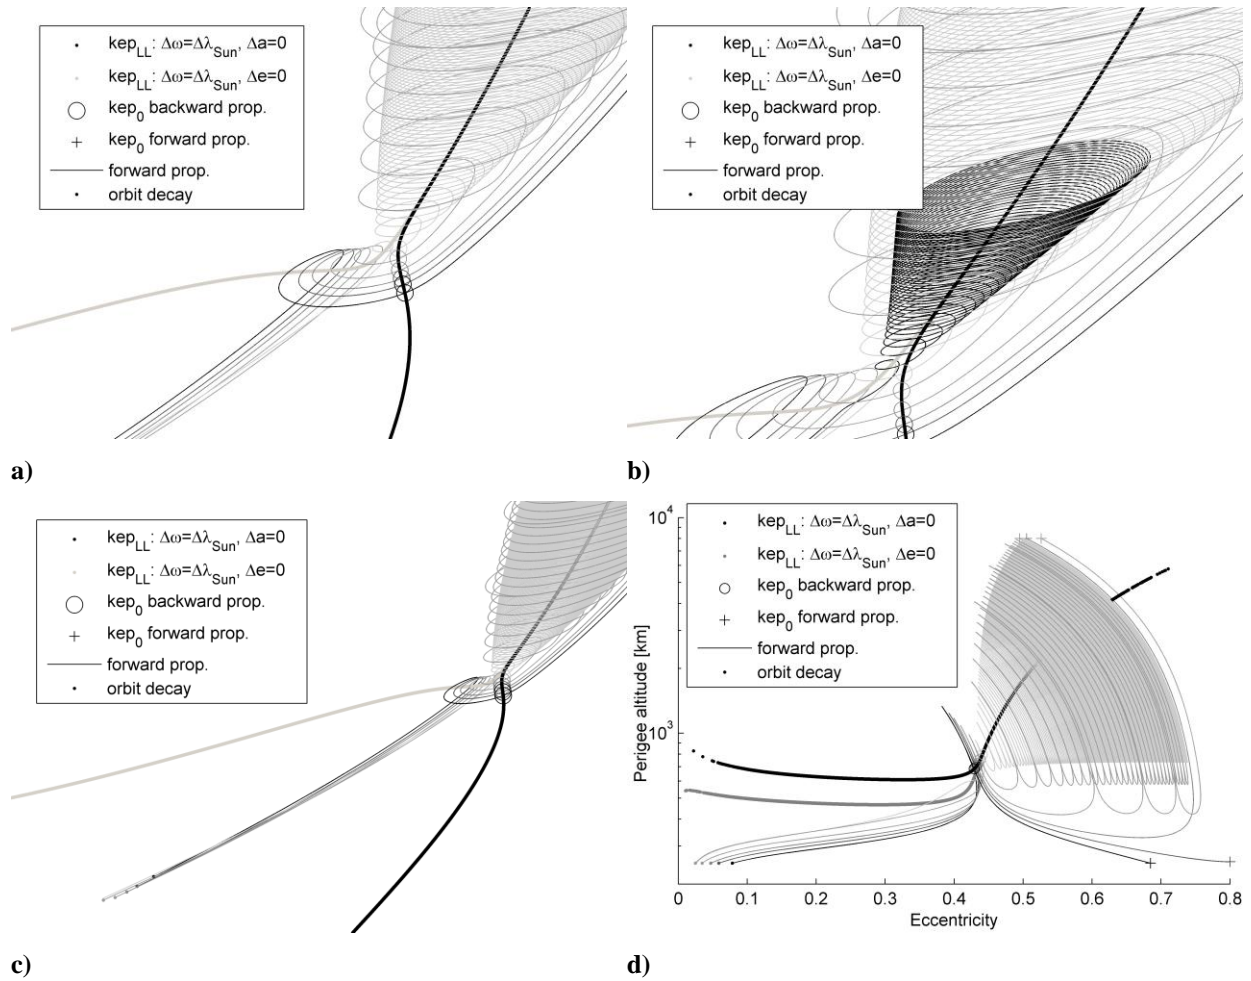 kep_LL: Δω=Δλ_Sun, Δa=0
kep_LL: Δω=Δλ_Sun, Δe=0
kep_0 backward prop.
kep_0 forward prop.
forward prop.
orbit decay
a)
kep_LL: Δω=Δλ_Sun, Δa=0
kep_LL: Δω=Δλ_Sun, Δe=0
kep_0 backward prop.
kep_0 forward prop.
forward prop.
orbit decay
b)
kep_LL: Δω=Δλ_Sun, Δa=0
kep_LL: Δω=Δλ_Sun, Δe=0
kep_0 backward prop.
kep_0 forward prop.
forward prop.
orbit decay
c)
10^4
10^3
Perigee altitude [km]
kep_LL: Δω=Δλ_Sun, Δa=0
kep_LL: Δω=Δλ_Sun, Δe=0
kep_0 backward prop.
kep_0 forward prop.
forward prop.
orbit decay
0 0.1 0.2 0.3 0.4 0.5 0.6 0.7 0.8
Eccentricity
d)